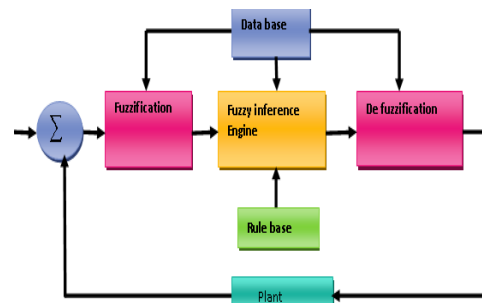 Data base
Fuzzification
Fuzzy inference
Engine
De fuzzification
Σ
Rule base
Plant